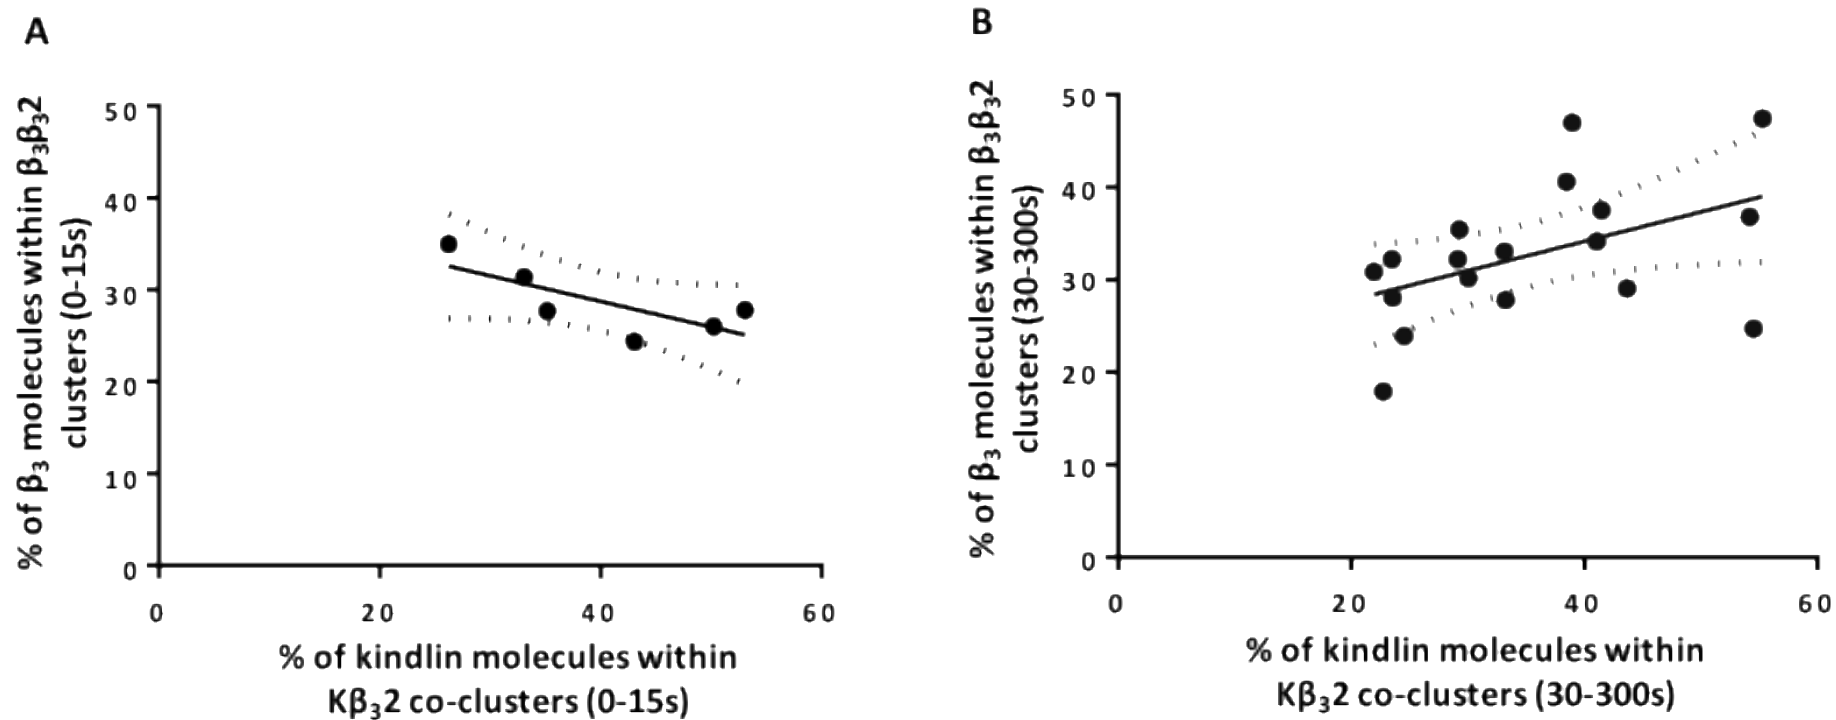 A
% of β₃ molecules within β₃β₃2
clusters (0-15s)
50
40
30
20
10
0
0 20 40 60
% of kindlin molecules within
Kβ₃2 co-clusters (0-15s)
B
% of β₃ molecules within β₃β₃2
clusters (30-300s)
50
40
30
20
10
0
0 20 40 60
% of kindlin molecules within
Kβ₃2 co-clusters (30-300s)